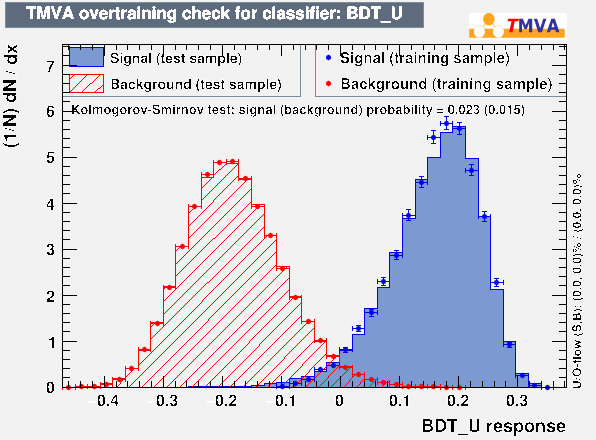 TMVA overtraining check for classifier: BDT_U
TMVA
Signal (test sample)
Background (test sample)
Signal (training sample)
Background (training sample)
Kolmogorov-Smirnov test: signal (background) probability = 0.023 (0.015)
(1/N) dN / dx
7
6
5
4
3
2
1
0
−0.4 −0.3 −0.2 −0.1 0 0.1 0.2 0.3
BDT_U response
U/O-flow (S,B): (0.0, 0.0)% / (0.0, 0.0)%